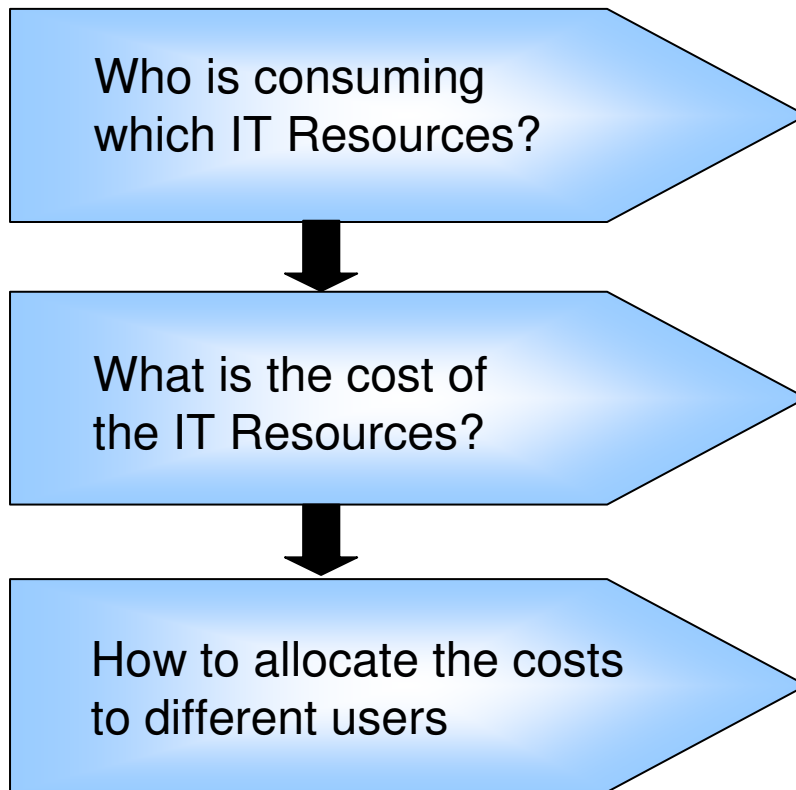 Who is consuming
which IT Resources?
What is the cost of
the IT Resources?
How to allocate the costs
to different users